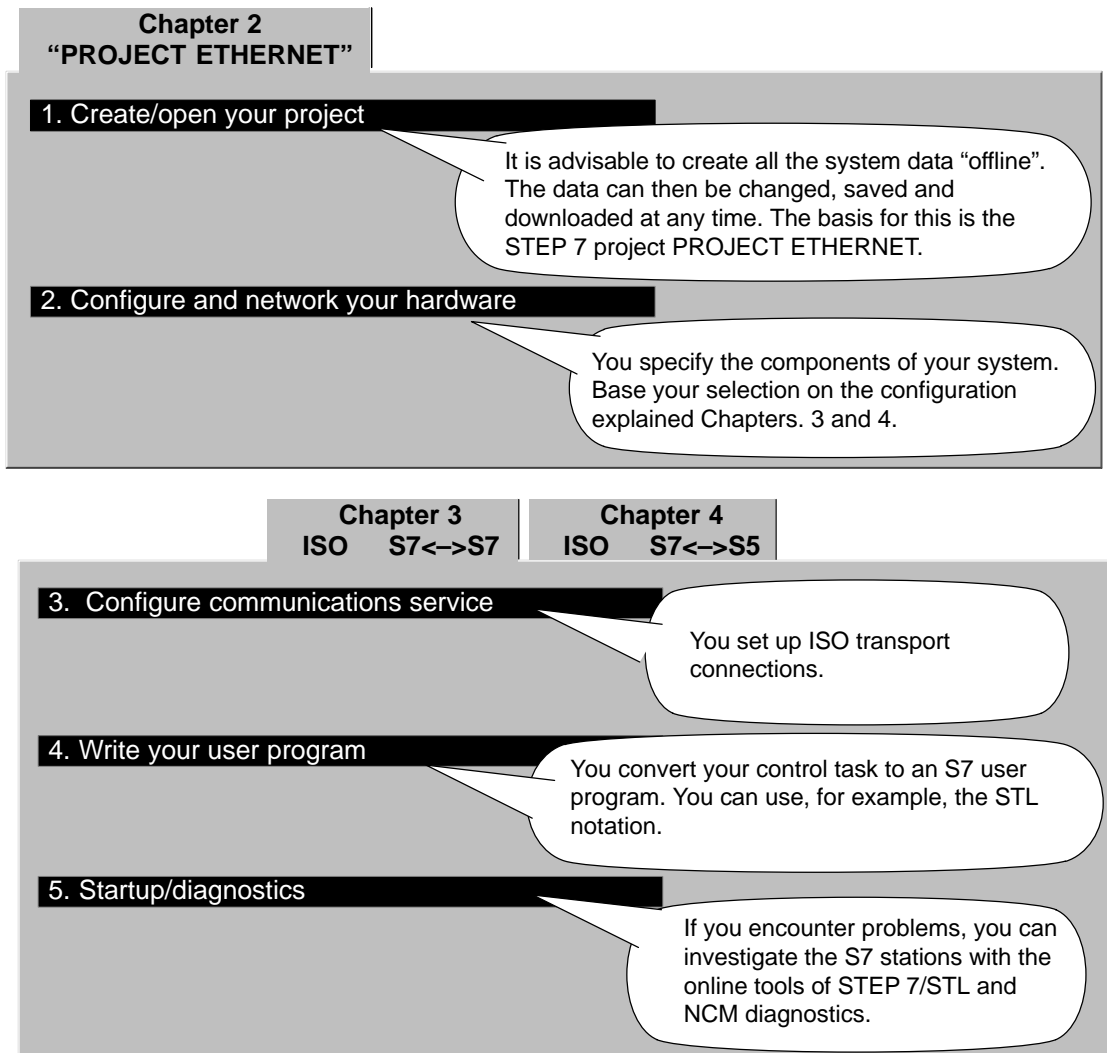 Chapter 2
“PROJECT ETHERNET”
1. Create/open your project
It is advisable to create all the system data “offline”.
The data can then be changed, saved and
downloaded at any time. The basis for this is the
STEP 7 project PROJECT ETHERNET.
2. Configure and network your hardware
You specify the components of your system.
Base your selection on the configuration
explained Chapters. 3 and 4.
Chapter 3
ISO S7<–>S7
Chapter 4
ISO S7<–>S5
3. Configure communications service
You set up ISO transport
connections.
4. Write your user program
You convert your control task to an S7 user
program. You can use, for example, the STL
notation.
5. Startup/diagnostics
If you encounter problems, you can
investigate the S7 stations with the
online tools of STEP 7/STL and
NCM diagnostics.